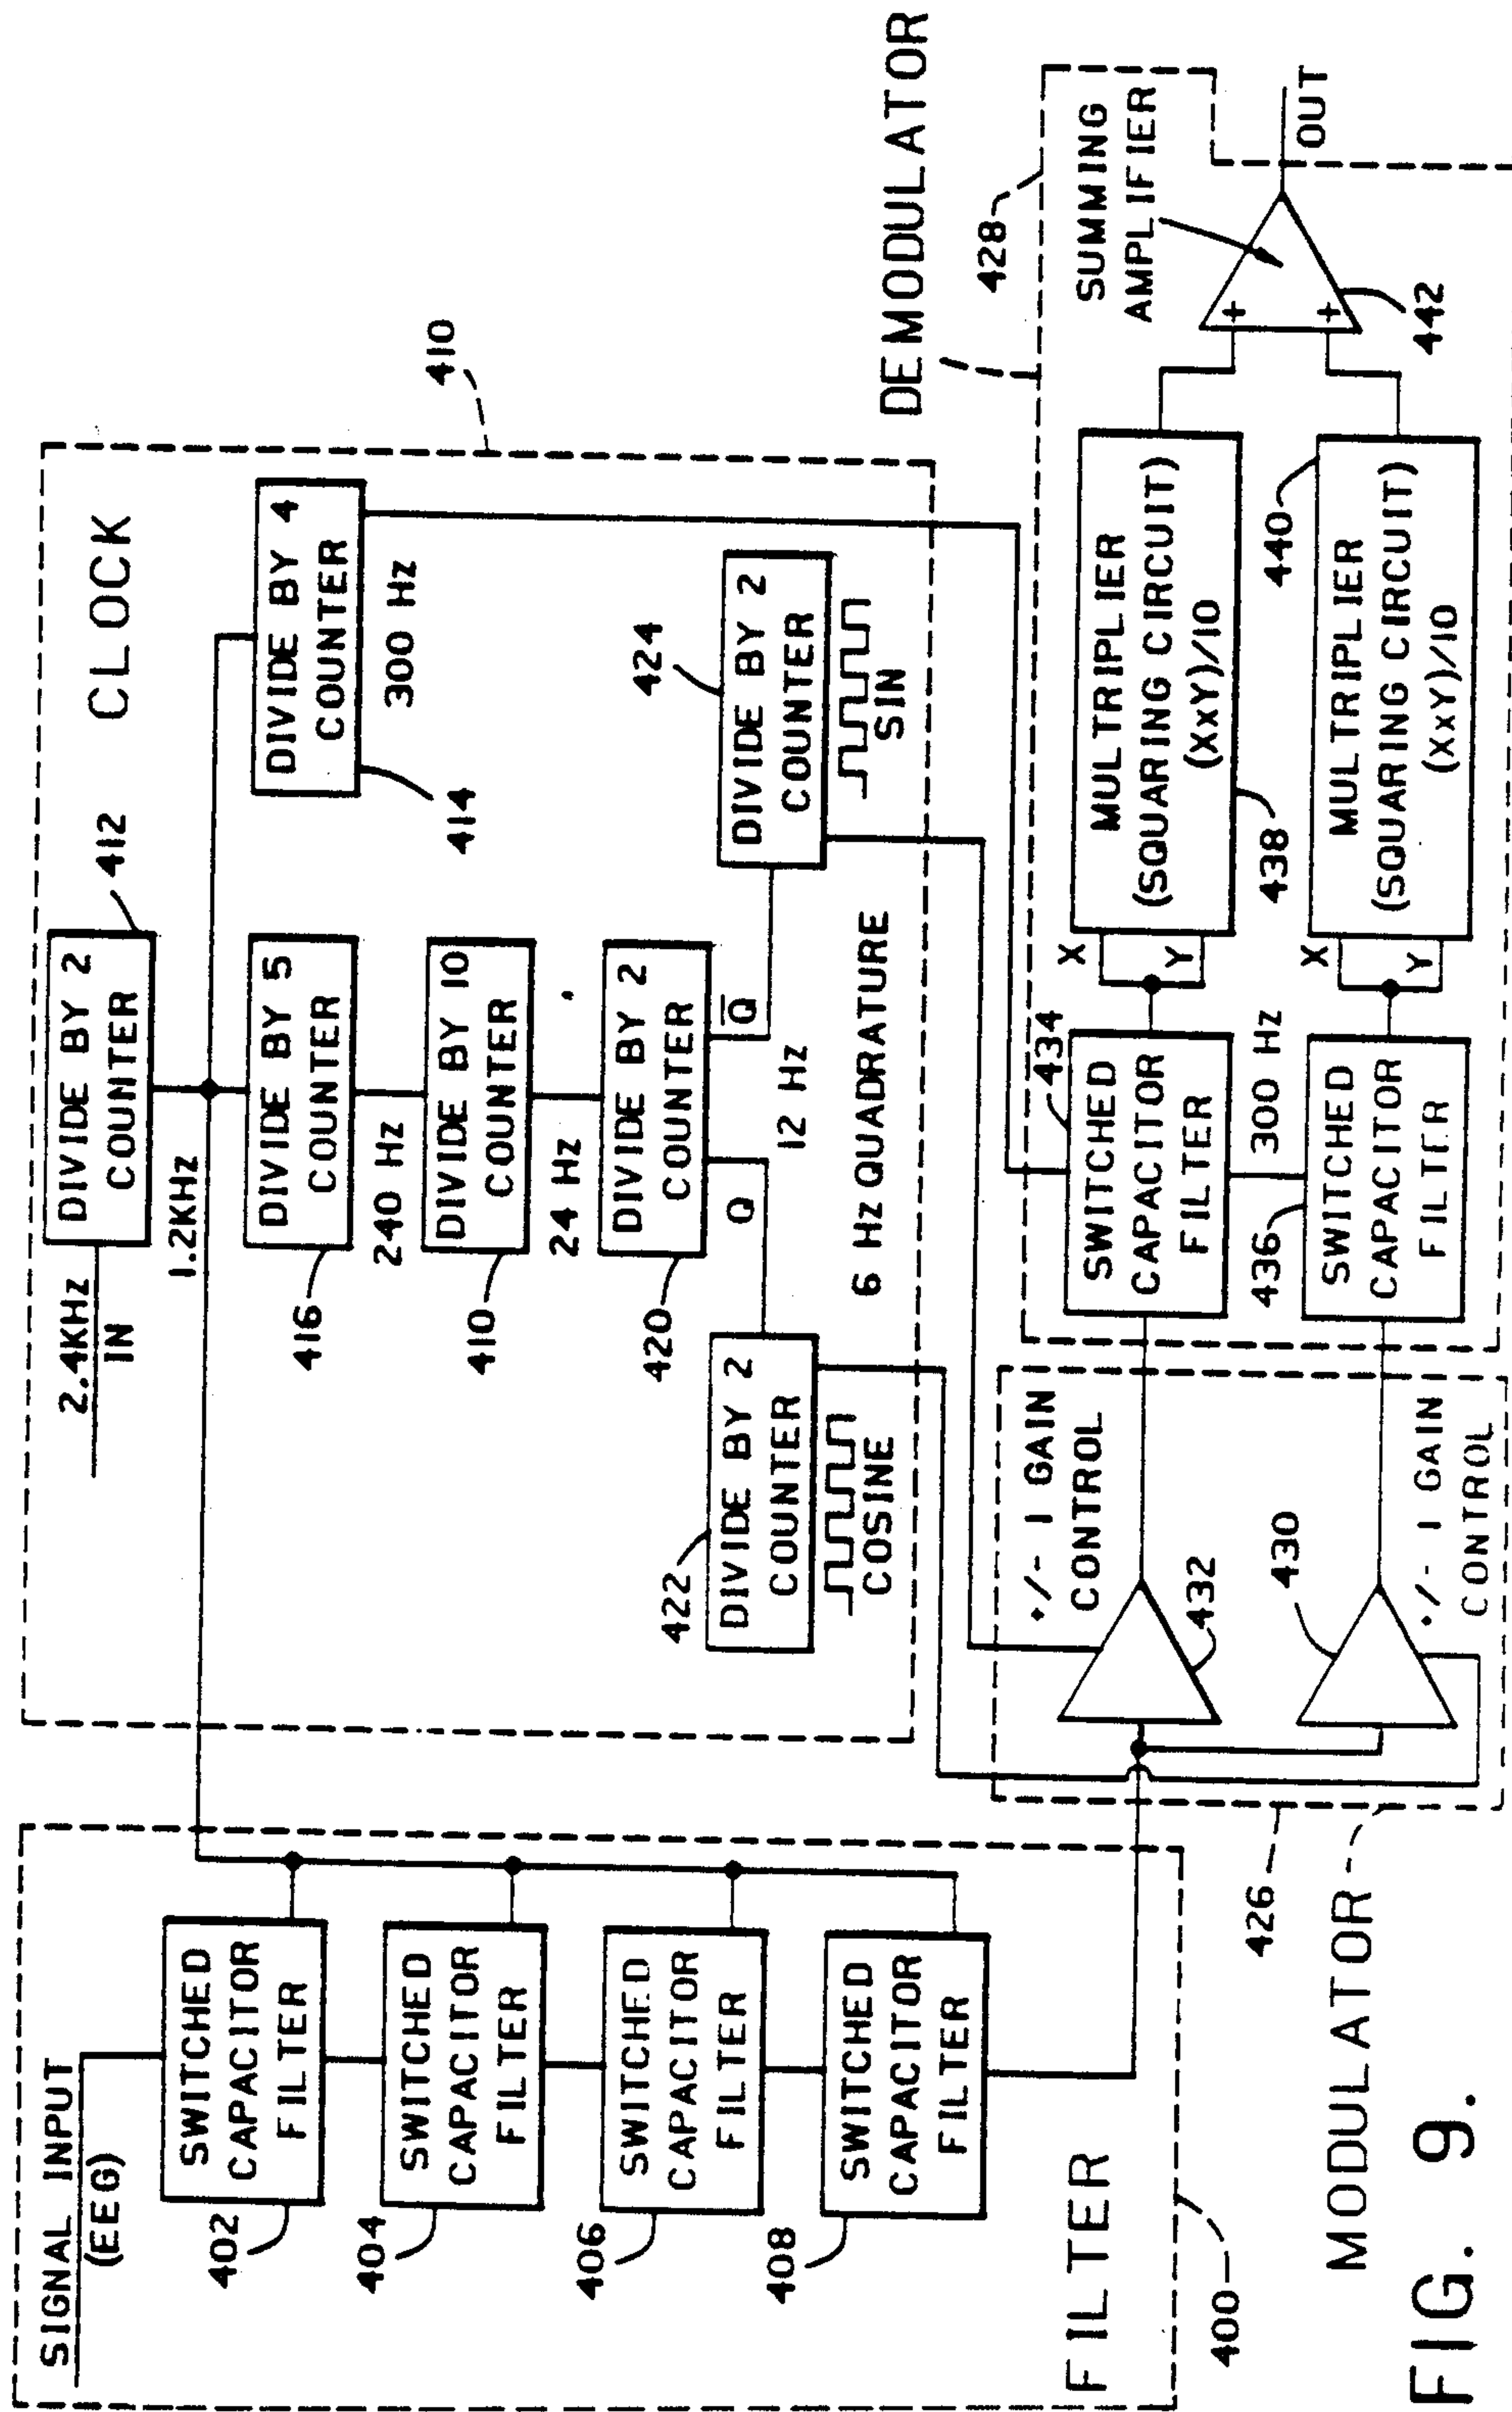 SIGNAL INPUT
(EEG)
SWITCHED
CAPACITOR
FILTER
402
SWITCHED
CAPACITOR
FILTER
404
SWITCHED
CAPACITOR
FILTER
406
SWITCHED
CAPACITOR
FILTER
408
FILTER
400
2.4KHz
IN
DIVIDE BY 2
COUNTER
412
CLOCK
1.2KHz
DIVIDE BY 4
COUNTER
414
300 Hz
410
DIVIDE BY 5
COUNTER
416
240 Hz
DIVIDE BY 10
COUNTER
410
24 Hz
DIVIDE BY 2
COUNTER
420
Q
Q̅
12 Hz
422
DIVIDE BY 2
COUNTER
COSINE
424
DIVIDE BY 2
COUNTER
SIN
6 Hz QUADRATURE
+/- 1 GAIN
CONTROL
432
430
+/- 1 GAIN
CONTROL
426
MODULATOR
DEMODULATOR
428
434
SWITCHED
CAPACITOR
FILTER
300 Hz
436
SWITCHED
CAPACITOR
FILTER
X
Y
MULTRIPLIER
(SQUARING CIRCUIT)
(XxY)/10
438
X
Y
440
MULTRIPLIER
(SQUARING CIRCUIT)
(XxY)/10
SUMMING
AMPLIFIER
+
+
442
OUT
FIG. 9.